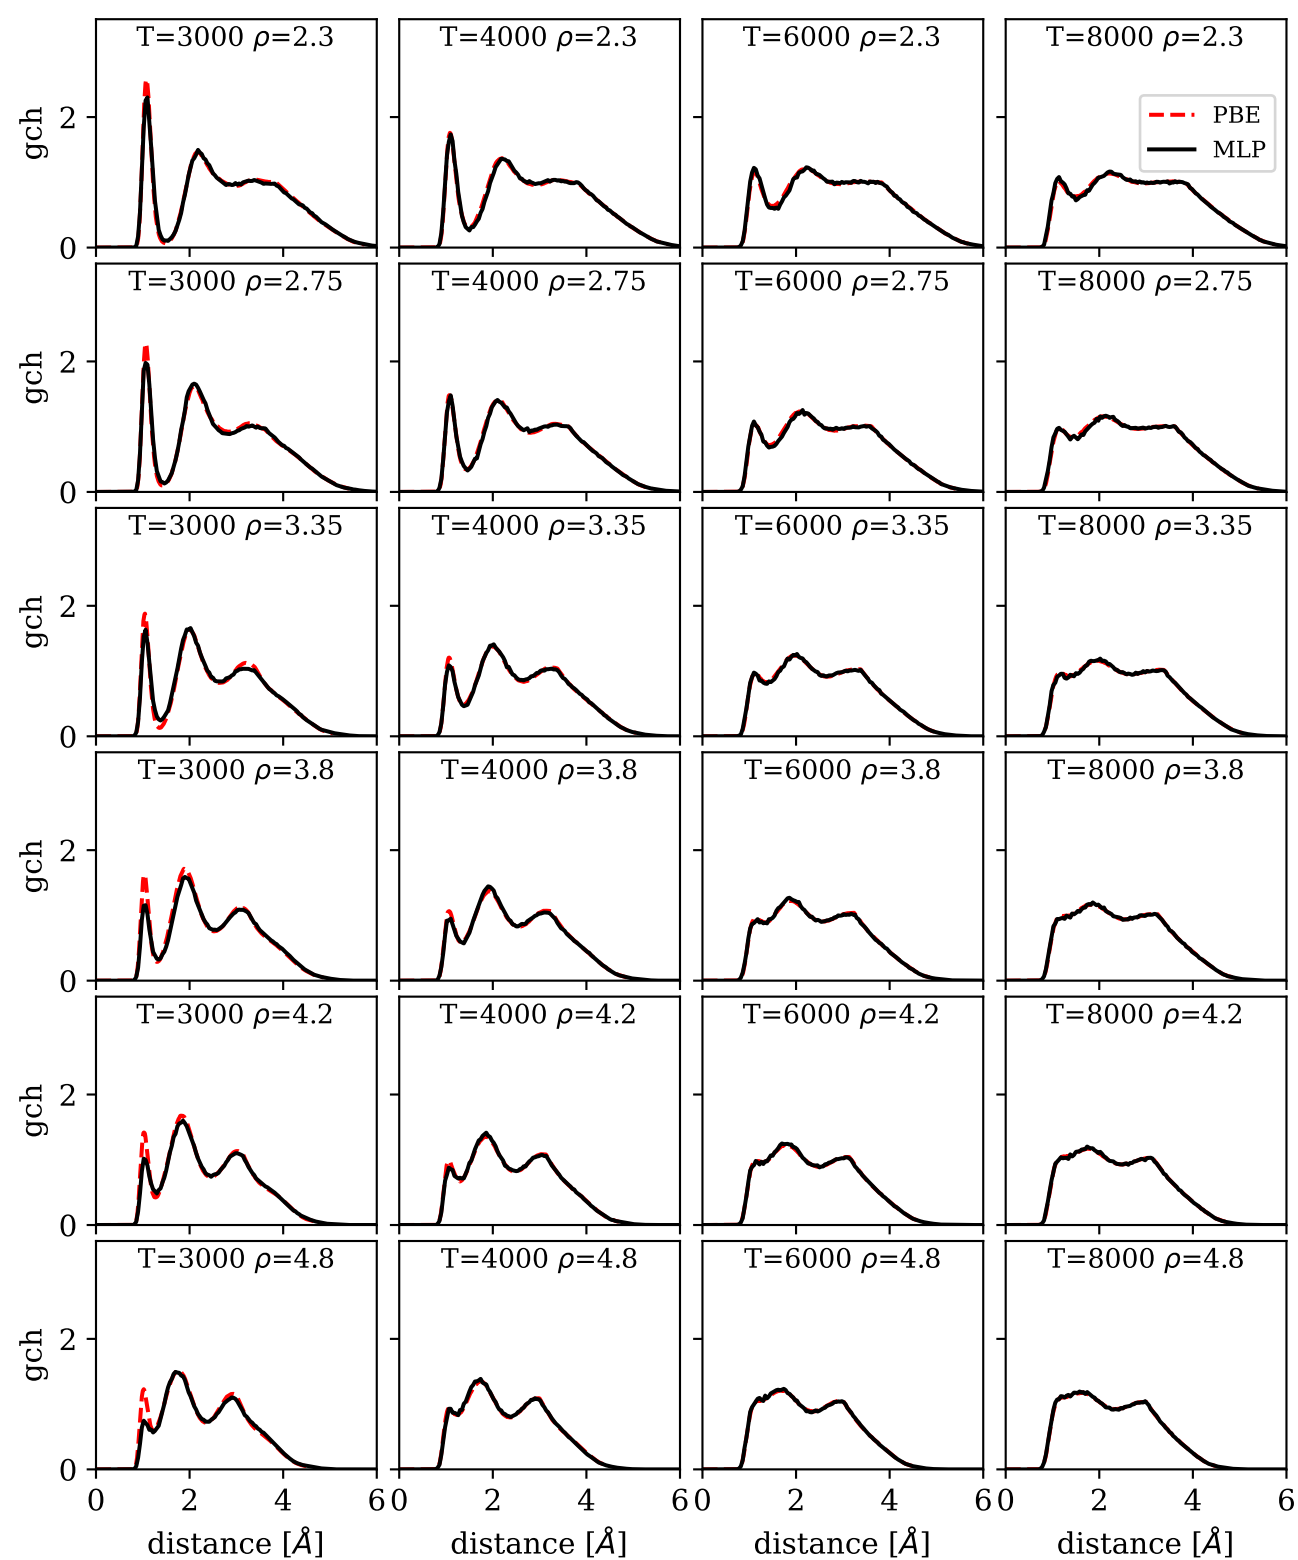 T=3000 ρ=2.3 T=4000 ρ=2.3 T=6000 ρ=2.3 T=8000 ρ=2.3
PBE
MLP
gch
2
0
T=3000 ρ=2.75 T=4000 ρ=2.75 T=6000 ρ=2.75 T=8000 ρ=2.75
gch
2
0
T=3000 ρ=3.35 T=4000 ρ=3.35 T=6000 ρ=3.35 T=8000 ρ=3.35
gch
2
0
T=3000 ρ=3.8 T=4000 ρ=3.8 T=6000 ρ=3.8 T=8000 ρ=3.8
gch
2
0
T=3000 ρ=4.2 T=4000 ρ=4.2 T=6000 ρ=4.2 T=8000 ρ=4.2
gch
2
0
T=3000 ρ=4.8 T=4000 ρ=4.8 T=6000 ρ=4.8 T=8000 ρ=4.8
gch
2
0
0 2 4 6 0 2 4 6 0 2 4 6 0 2 4 6
distance [Å] distance [Å] distance [Å] distance [Å]